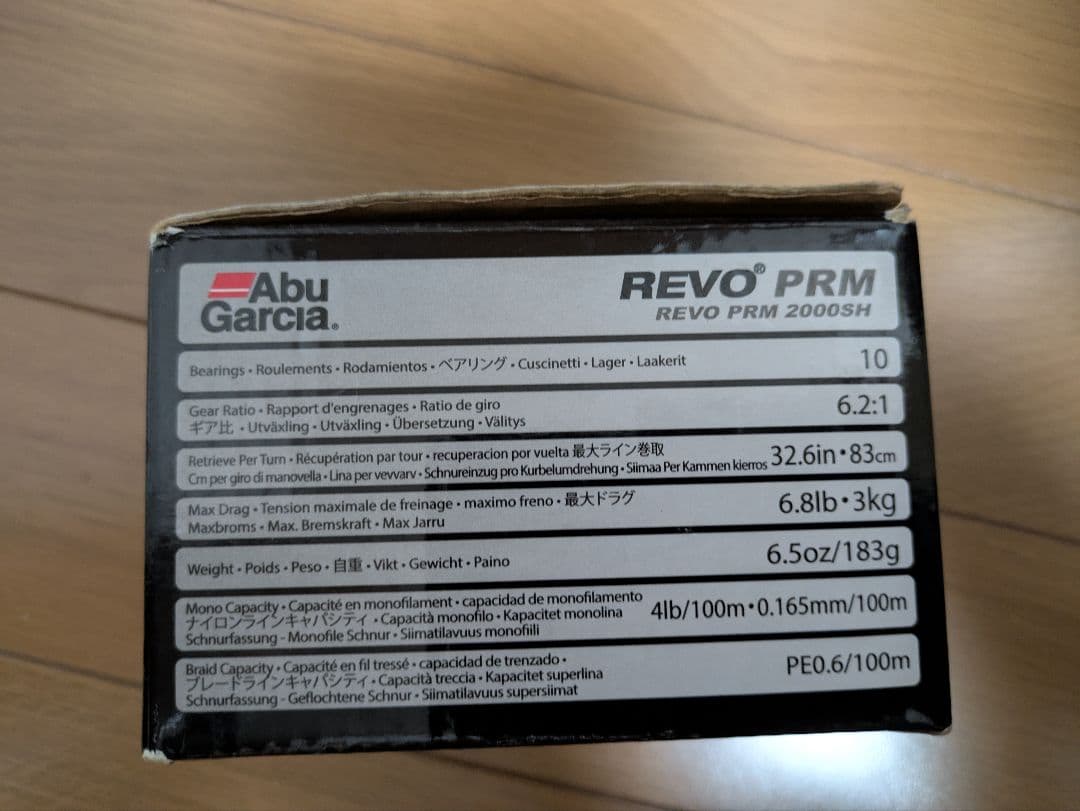 Abu
Garcia®
REVO® PRM
REVO PRM 2000SH
Bearings • Roulements • Rodamientos • ベアリング • Cuscinetti • Lager • Laakerit 10
Gear Ratio • Rapport d'engrenages • Ratio de giro 6.2:1
ギア比 • Utväxling • Utväxling • Übersetzung • Välitys
Retrieve Per Turn • Récupération par tour • recuperacion por vuelta 最大ライン巻取 32.6in • 83cm
Cm per giro di manovella • Lina per vevvarv • Schnureinzug pro Kurbelumdrehung • Siimaa Per Kammen kierros
Max Drag • Tension maximale de freinage • maximo freno • 最大ドラグ 6.8lb • 3kg
Maxbroms • Max. Bremskraft • Max Jarru
Weight • Poids • Peso • 自重 • Vikt • Gewicht • Paino 6.5oz/183g
Mono Capacity • Capacité en monofilament • capacidad de monofilamento 4lb/100m • 0.165mm/100m
ナイロンラインキャパシティ • Capacità monofilo • Kapacitet monolina
Schnurfassung - Monofile Schnur • Siimatilavuus monofiili
Braid Capacity • Capacité en fil tressé • capacidad de trenzado • PE0.6/100m
ブレードラインキャパシティ • Capacità treccia • Kapacitet superlina
Schnurfassung - Geflochtene Schnur • Siimatilavuus supersiimat